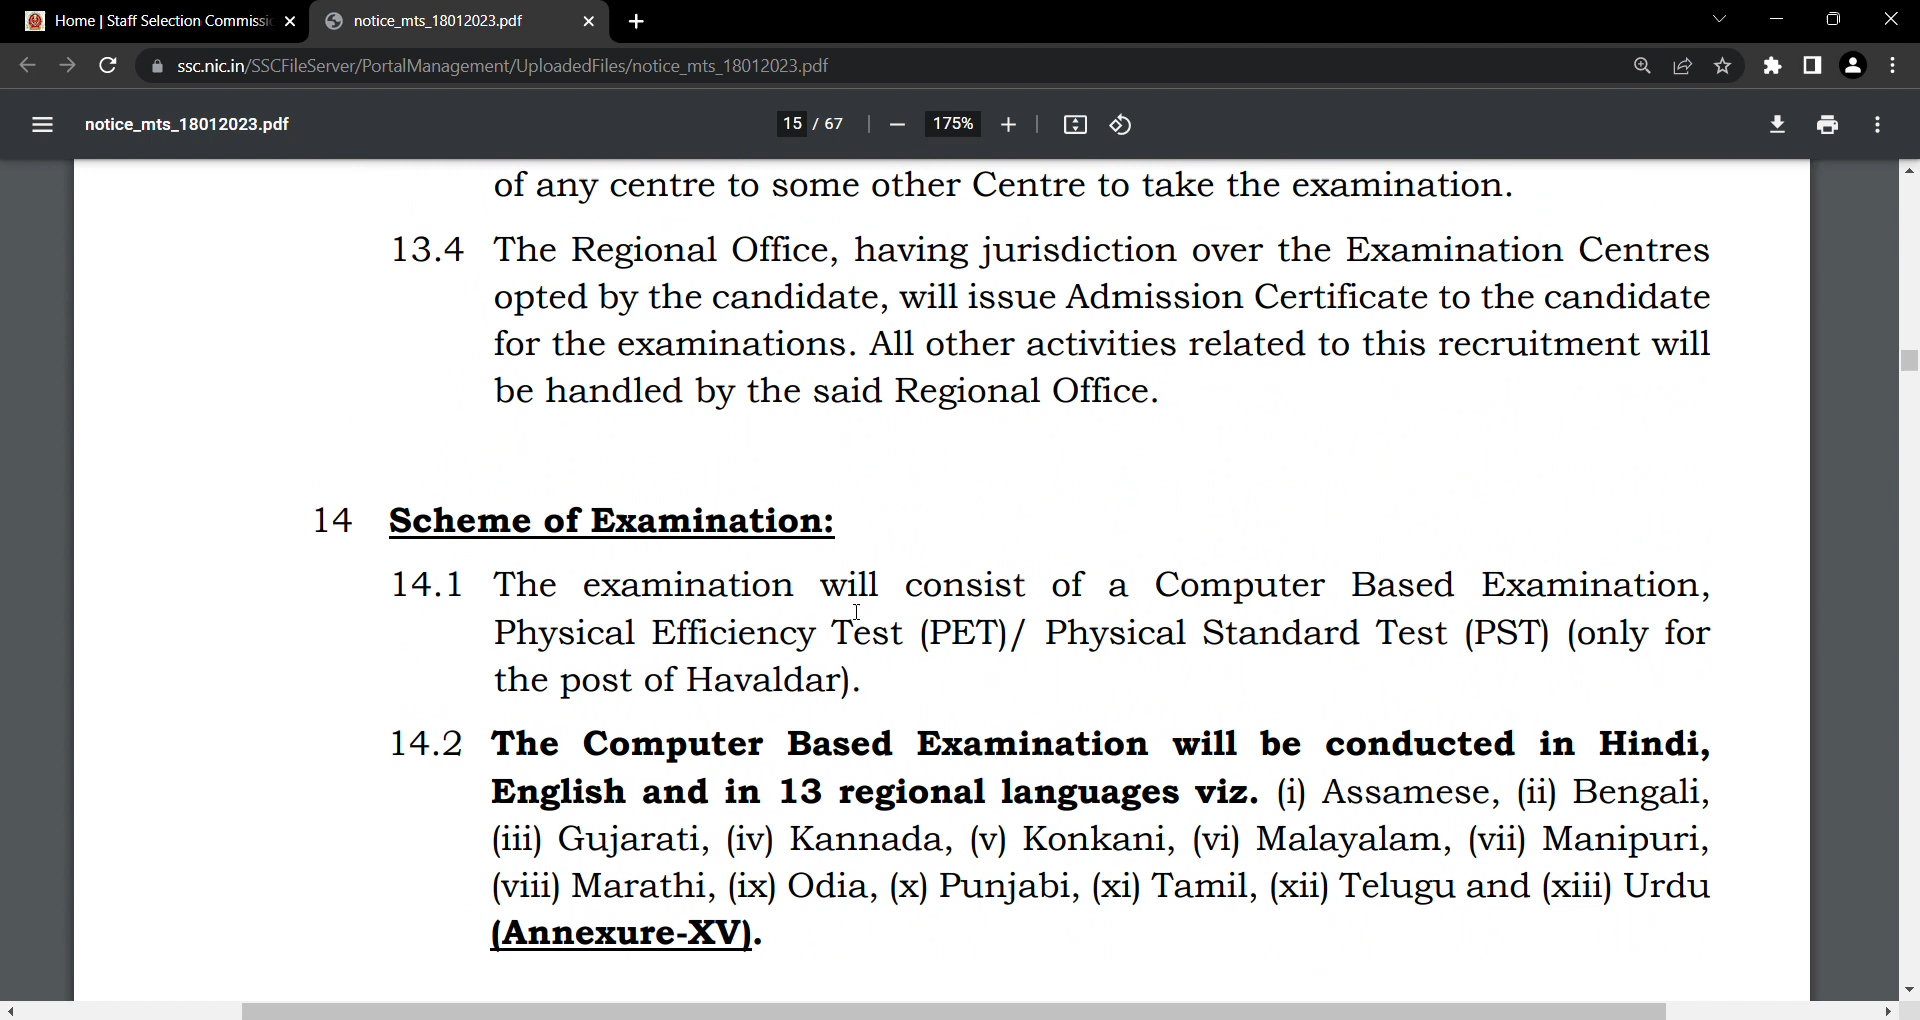 Home | Staff Selection Commissi
notice_mts_18012023.pdf
ssc.nic.in/SSCFileServer/PortalManagement/UploadedFiles/notice_mts_18012023.pdf
notice_mts_18012023.pdf
15 / 67
175%
of any centre to some other Centre to take the examination.
13.4 The Regional Office, having jurisdiction over the Examination Centres
opted by the candidate, will issue Admission Certificate to the candidate
for the examinations. All other activities related to this recruitment will
be handled by the said Regional Office.
14 Scheme of Examination:
14.1 The examination will consist of a Computer Based Examination,
Physical Efficiency Test (PET)/ Physical Standard Test (PST) (only for
the post of Havaldar).
14.2 The Computer Based Examination will be conducted in Hindi,
English and in 13 regional languages viz. (i) Assamese, (ii) Bengali,
(iii) Gujarati, (iv) Kannada, (v) Konkani, (vi) Malayalam, (vii) Manipuri,
(viii) Marathi, (ix) Odia, (x) Punjabi, (xi) Tamil, (xii) Telugu and (xiii) Urdu
(Annexure-XV).